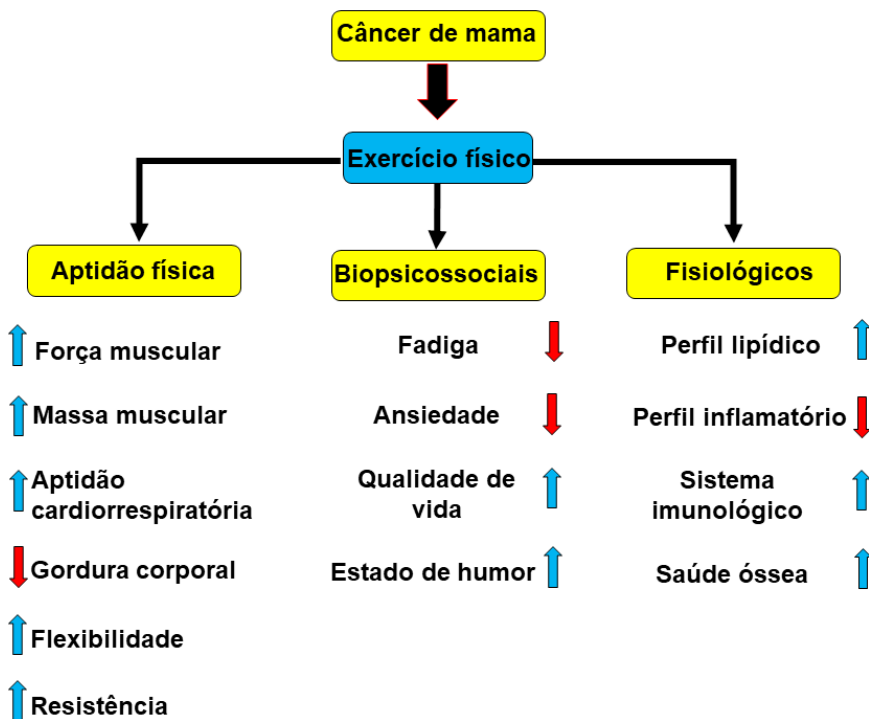 Câncer de mama
Exercício físico
Aptidão física
Força muscular
Massa muscular
Aptidão
cardiorrespiratória
Gordura corporal
Flexibilidade
Resistência
Biopsicossociais
Fadiga
Ansiedade
Qualidade de
vida
Estado de humor
Fisiológicos
Perfil lipídico
Perfil inflamatório
Sistema
imunológico
Saúde óssea